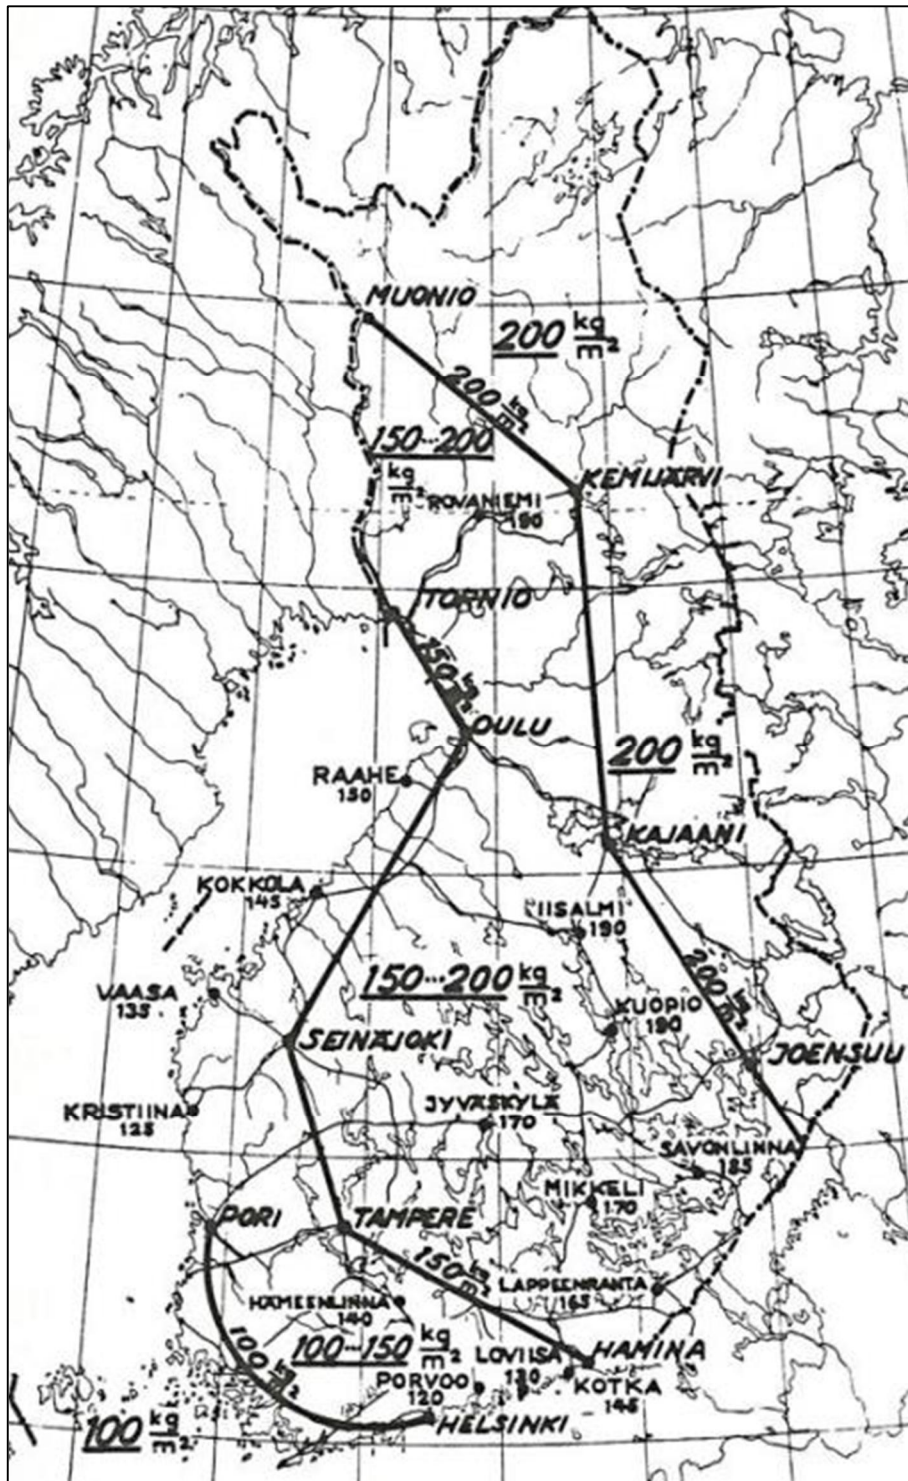 MUONIO
200 kg/m²
200 kg/m²
150···200 kg/m²
KEMIJÄRVI
ROVANIEMI
190
TORNIO
150 kg/m²
OULU
200 kg/m²
RAAHE
150
KAJAANI
KOKKOLA
145
IISALMI
190
200 kg/m²
150···200 kg/m²
VAASA
135
KUOPIO
190
SEINÄJOKI
JOENSUU
JYVÄSKYLÄ
170
KRISTIINA
125
SAVONLINNA
185
MIKKELI
170
PORI
TAMPERE
150 kg/m²
LAPPEENRANTA
165
HÄMEENLINNA
140
100···150 kg/m²
LOVIISA
130
HAMINA
100 kg/m²
PORVOO
120
KOTKA
145
HELSINKI
100 kg/m²